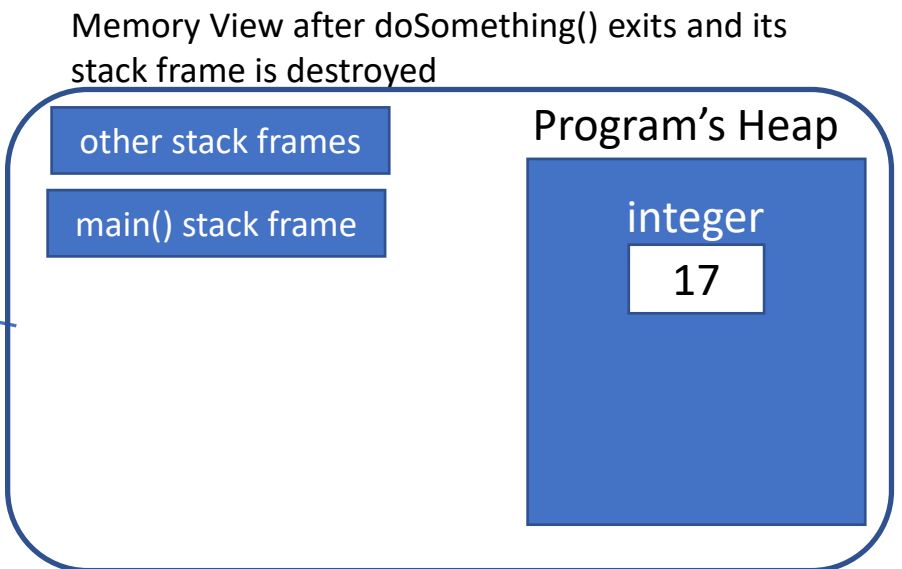 Memory View after doSomething() exits and its
stack frame is destroyed
other stack frames
main() stack frame
Program’s Heap
integer
17